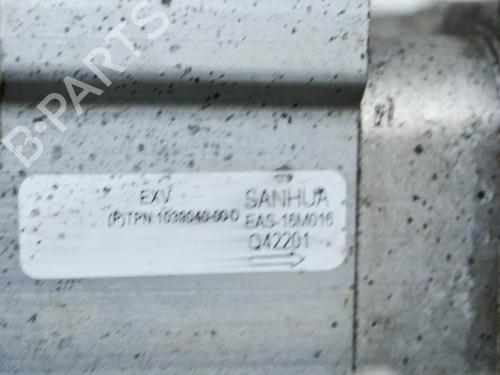 B-PARTS
EXV
(P)TPN 1039040-00-D
SANHUA
EAS-16M016
Q42201